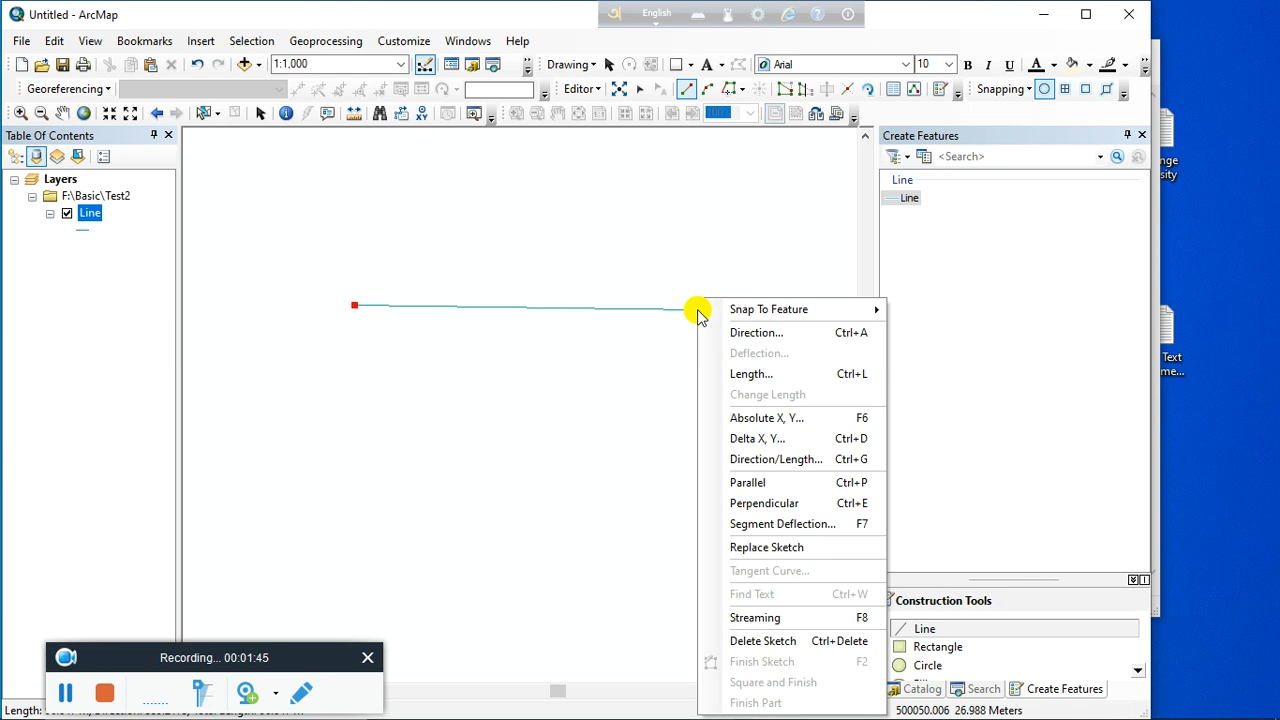 Untitled - ArcMap
English
File Edit View Bookmarks Insert Selection Geoprocessing Customize Windows Help
1:1,000 Drawing Arial 10 B I U A
Georeferencing Editor Snapping
Table Of Contents
Create Features
<Search>
Layers
F:\Basic\Test2
Line
Line
Line
Snap To Feature
Direction... Ctrl+A
Deflection...
Length... Ctrl+L
Change Length
Absolute X, Y... F6
Delta X, Y... Ctrl+D
Direction/Length... Ctrl+G
Parallel Ctrl+P
Perpendicular Ctrl+E
Segment Deflection... F7
Replace Sketch
Tangent Curve...
Find Text Ctrl+W
Streaming F8
Delete Sketch Ctrl+Delete
Finish Sketch F2
Square and Finish
Finish Part
Construction Tools
Line
Rectangle
Circle
Catalog Search Create Features
500050.006 26.988 Meters
Recording... 00:01:45
nge
sity
Text
me...